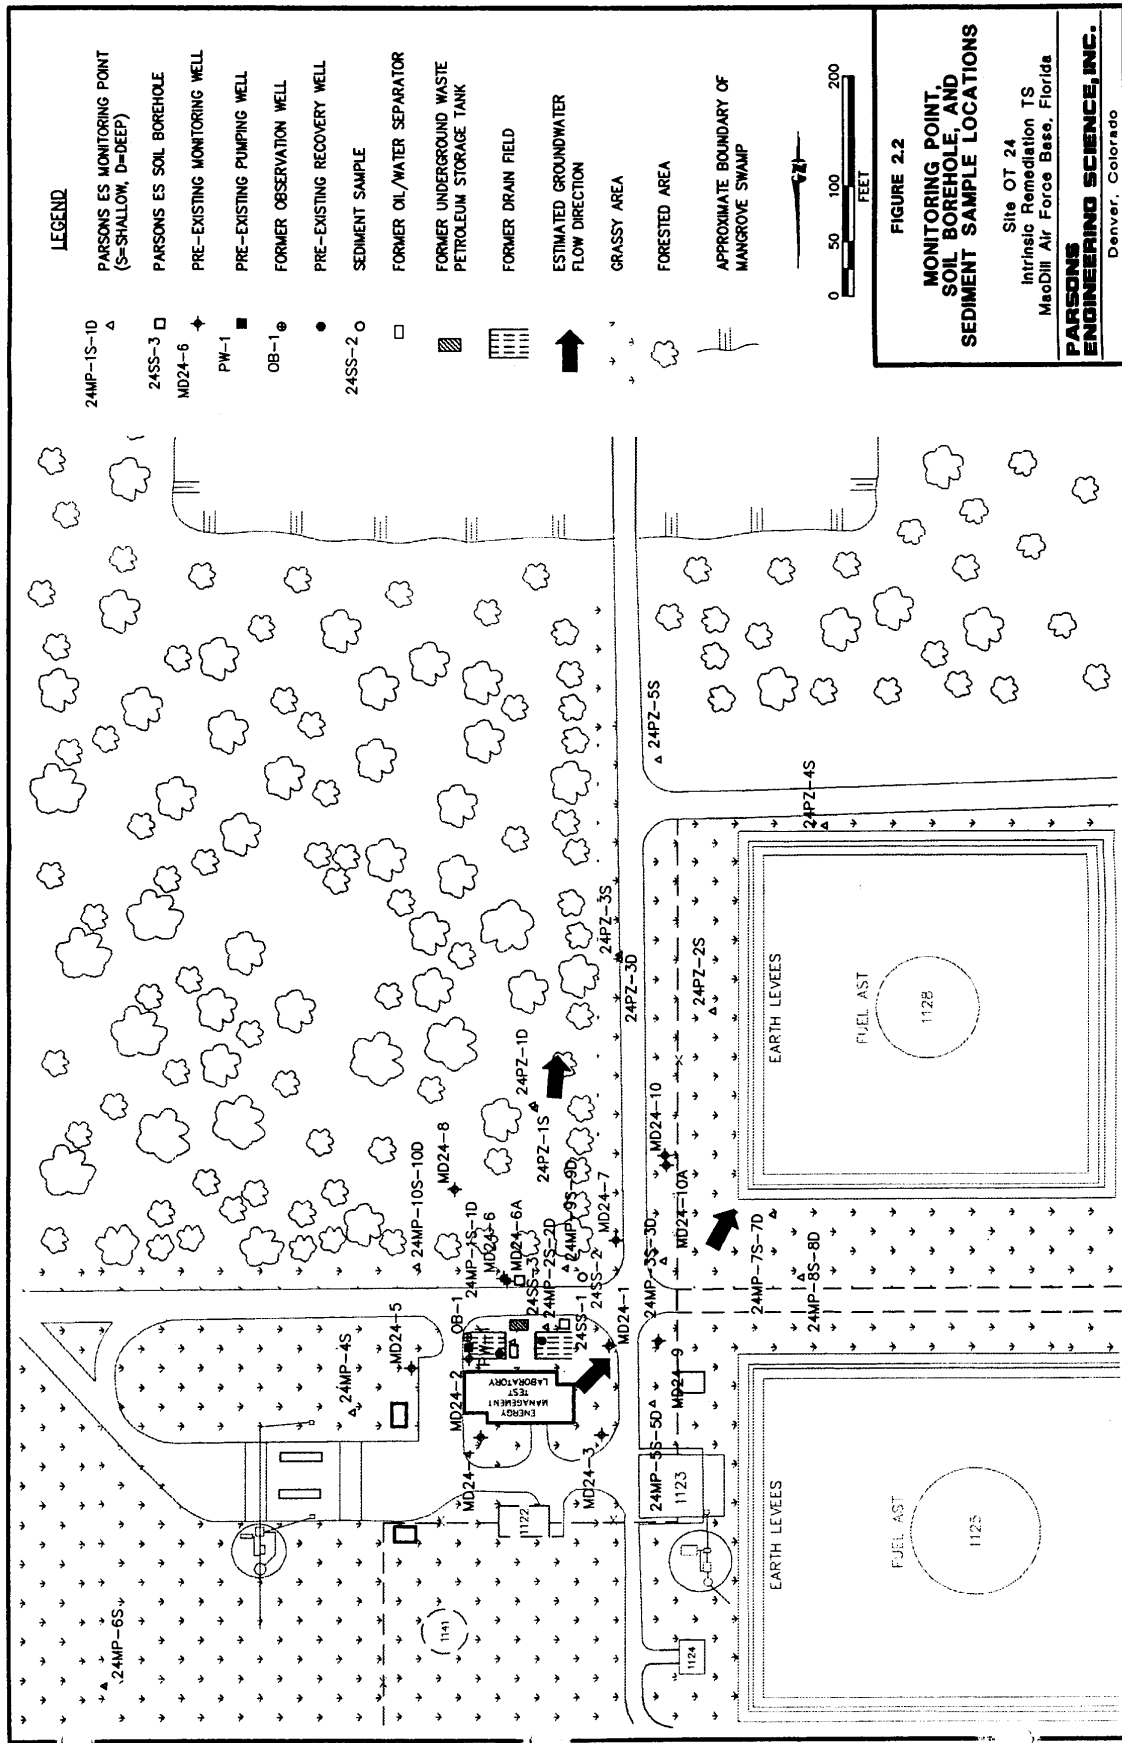 LEGEND
24MP-1S-1D
PARSONS ES MONITORING POINT
(S=SHALLOW, D=DEEP)
24SS-3
PARSONS ES SOIL BOREHOLE
MD24-6
PRE-EXISTING MONITORING WELL
PW-1
PRE-EXISTING PUMPING WELL
OB-1
FORMER OBSERVATION WELL
PRE-EXISTING RECOVERY WELL
24SS-2
SEDIMENT SAMPLE
FORMER OIL/WATER SEPARATOR
FORMER UNDERGROUND WASTE
PETROLEUM STORAGE TANK
FORMER DRAIN FIELD
ESTIMATED GROUNDWATER
FLOW DIRECTION
GRASSY AREA
FORESTED AREA
APPROXIMATE BOUNDARY OF
MANGROVE SWAMP
N
0 50 100 200
FEET
FIGURE 2.2
MONITORING POINT,
SOIL BOREHOLE, AND
SEDIMENT SAMPLE LOCATIONS
Site OT 24
Intrinsic Remediation TS
MacDill Air Force Base, Florida
PARSONS
ENGINEERING SCIENCE, INC.
Denver, Colorado
24MP-6S
24MP-4S
MD24-5
24MP-10S-10D
MD24-8
24MP-1S-1D
MD24-6
MD24-6A
OB-1
MD24-2
24SS-3
24MP-2S-2D
24MP-9S-9D
24PZ-1S
24PZ-1D
24SS-1
24SS-2
MD24-7
MD24-1
MD24-4
MD24-3
ENERGY
MANAGEMENT
TEST
LABORATORY
1122
1141
24MP-3S-3D
MD24-10A
MD24-10
24PZ-3D
24PZ-3S
24PZ-2S
24PZ-5S
24PZ-4S
24MP-5S-5D
MD24-9
1123
1124
24MP-7S-7D
24MP-8S-8D
EARTH LEVEES
FUEL AST
1128
EARTH LEVEES
FUEL AST
1125